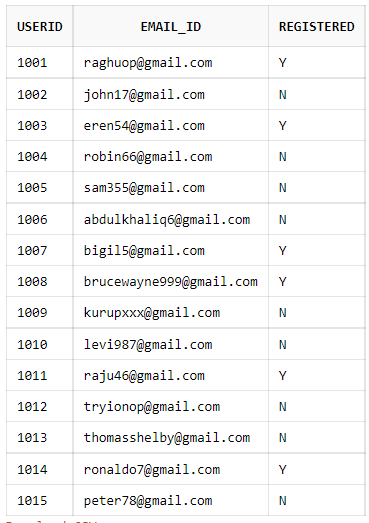 USERID EMAIL_ID REGISTERED
1001 raghuop@gmail.com Y
1002 john17@gmail.com N
1003 eren54@gmail.com Y
1004 robin66@gmail.com N
1005 sam355@gmail.com N
1006 abdulkhaliq6@gmail.com N
1007 bigil5@gmail.com Y
1008 brucewayne999@gmail.com Y
1009 kurupxxx@gmail.com N
1010 levi987@gmail.com N
1011 raju46@gmail.com Y
1012 tryionop@gmail.com N
1013 thomasshelby@gmail.com N
1014 ronaldo7@gmail.com Y
1015 peter78@gmail.com N